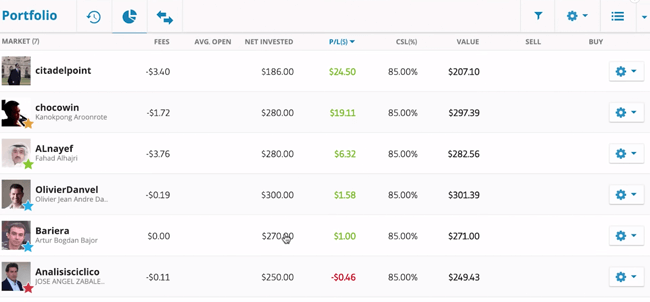 Portfolio
MARKET (7) FEES AVG. OPEN NET INVESTED P/L($) CSL(%) VALUE SELL BUY
citadelpoint -$3.40 $186.00 $24.50 85.00% $207.10
chocowin -$1.72 $280.00 $19.11 85.00% $297.39
Kanokpong Aroonrote
ALnayef -$3.76 $280.00 $6.32 85.00% $282.56
Fahad Alhajri
OlivierDanvel -$0.19 $300.00 $1.58 85.00% $301.39
Olivier Jean Andre Da..
Bariera $0.00 $270.00 $1.00 85.00% $271.00
Artur Bogdan Bajor
Analisisciclico -$0.11 $250.00 -$0.46 85.00% $249.43
JOSE ANGEL ZABALE..